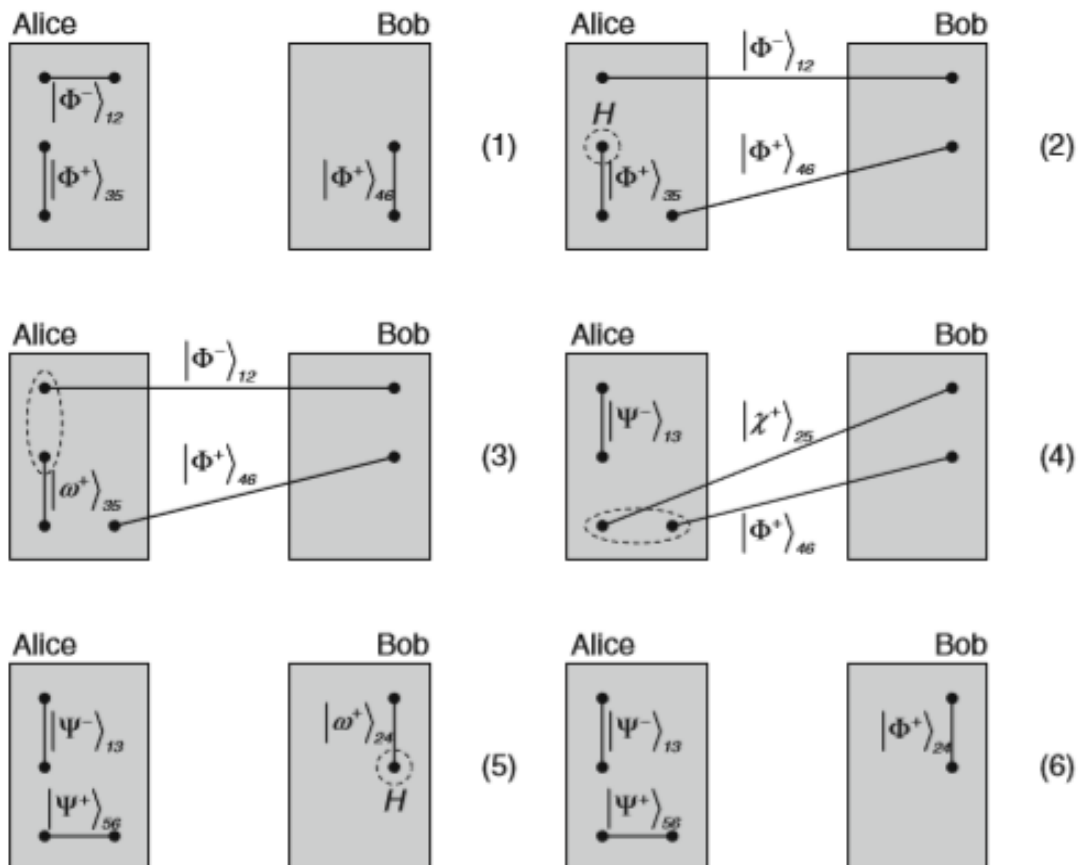 Alice Bob Alice Bob
|Φ⁻⟩₁₂
|Φ⁻⟩₁₂
H
|Φ⁺⟩₃₅ |Φ⁺⟩₄₆ (1) |Φ⁺⟩₃₅ |Φ⁺⟩₄₆ (2)
Alice Bob Alice Bob
|Φ⁻⟩₁₂
|Φ⁺⟩₄₆
|ω⁺⟩₃₅ (3)
|Ψ⁻⟩₁₃ |χ⁺⟩₂₅ (4)
|Φ⁺⟩₄₆
Alice Bob Alice Bob
|Ψ⁻⟩₁₃ |ω⁺⟩₂₄ (5) |Ψ⁻⟩₁₃ |Φ⁺⟩₂₄ (6)
|Ψ⁺⟩₅₆ H |Ψ⁺⟩₅₆